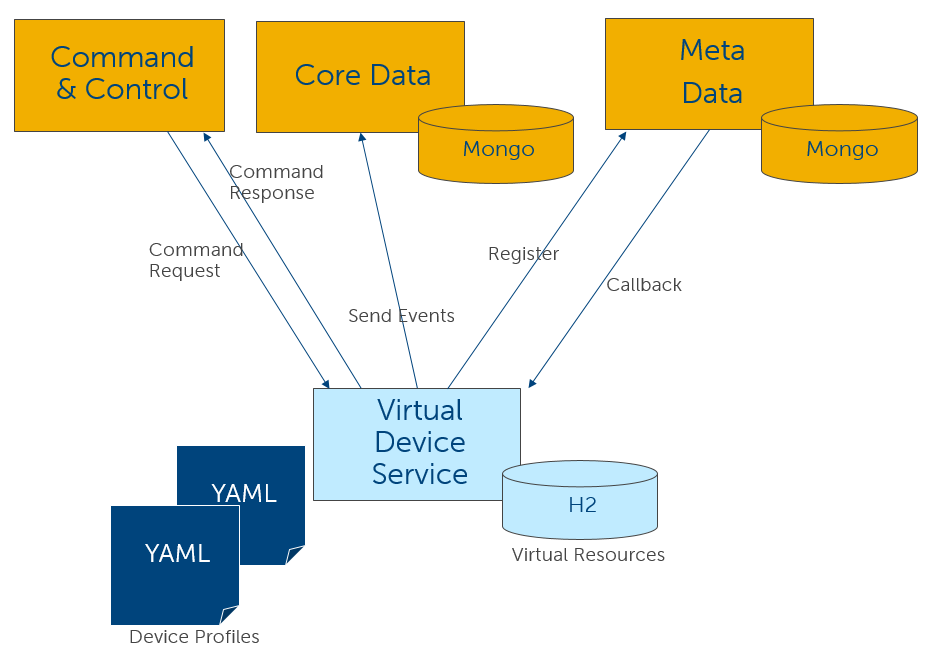 Command
& Control
Core Data
Meta
Data
Mongo
Mongo
Command
Response
Command
Request
Register
Callback
Send Events
Virtual
Device
Service
YAML
YAML
H2
Virtual Resources
Device Profiles